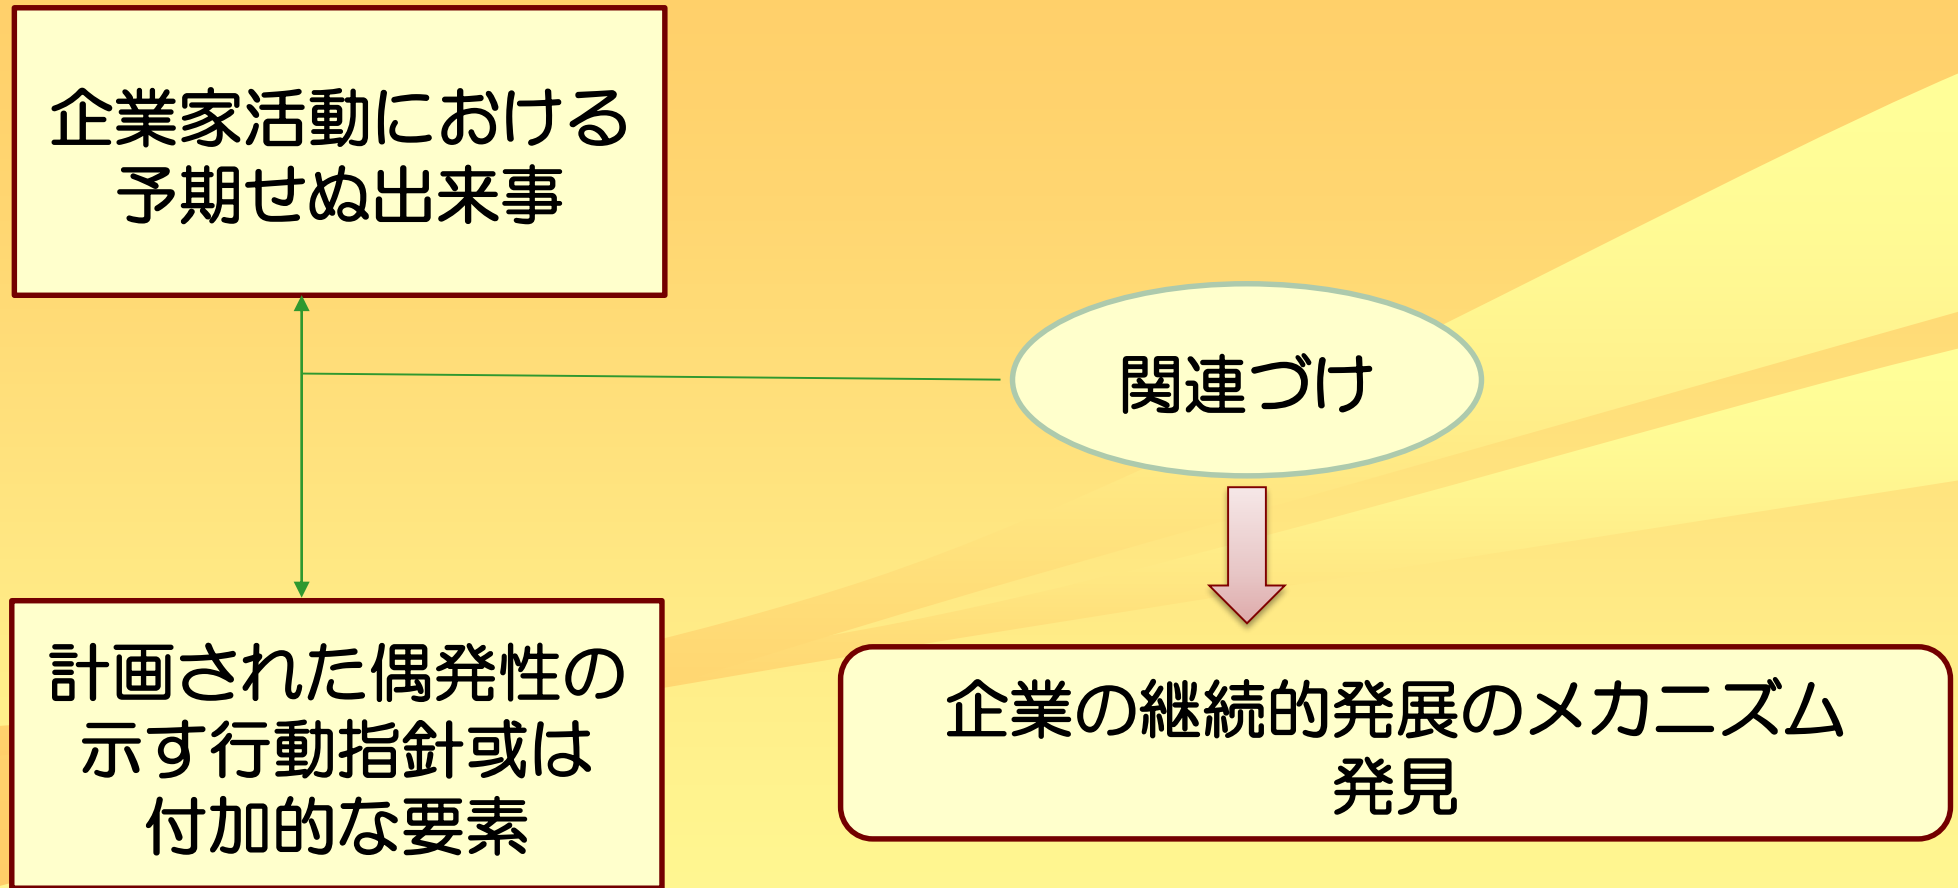 企業家活動における
予期せぬ出来事
関連づけ
計画された偶発性の
示す行動指針或は
付加的な要素
企業の継続的発展のメカニズム
発見